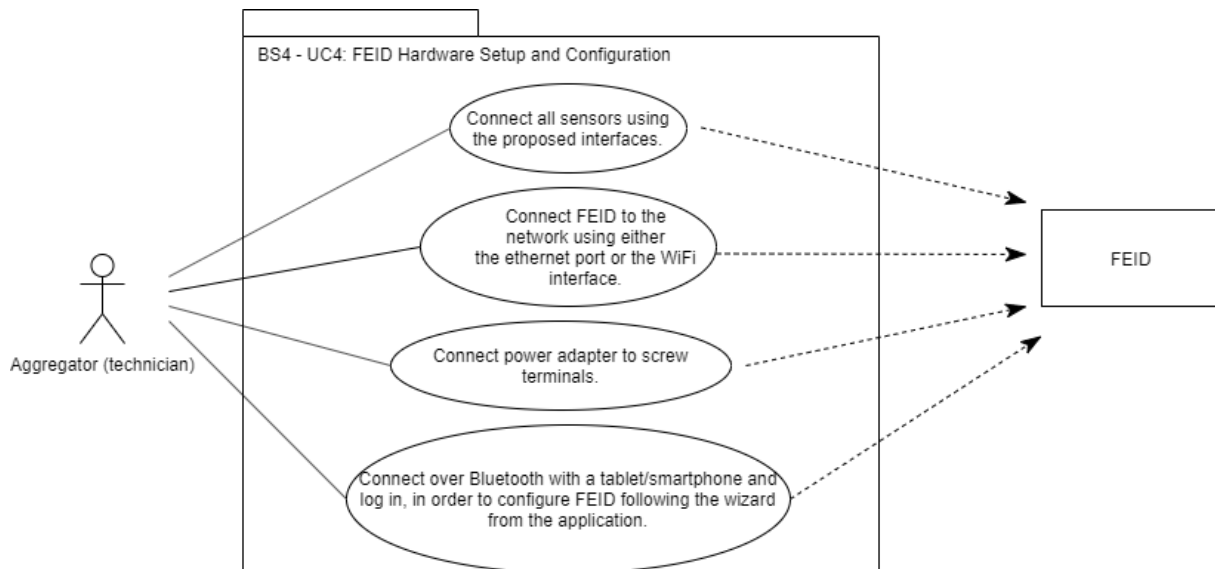 BS4 - UC4: FEID Hardware Setup and Configuration
Connect all sensors using
the proposed interfaces.
Connect FEID to the
network using either
the ethernet port or the WiFi
interface.
FEID
Aggregator (technician)
Connect power adapter to screw
terminals.
Connect over Bluetooth with a tablet/smartphone and
log in, in order to configure FEID following the wizard
from the application.